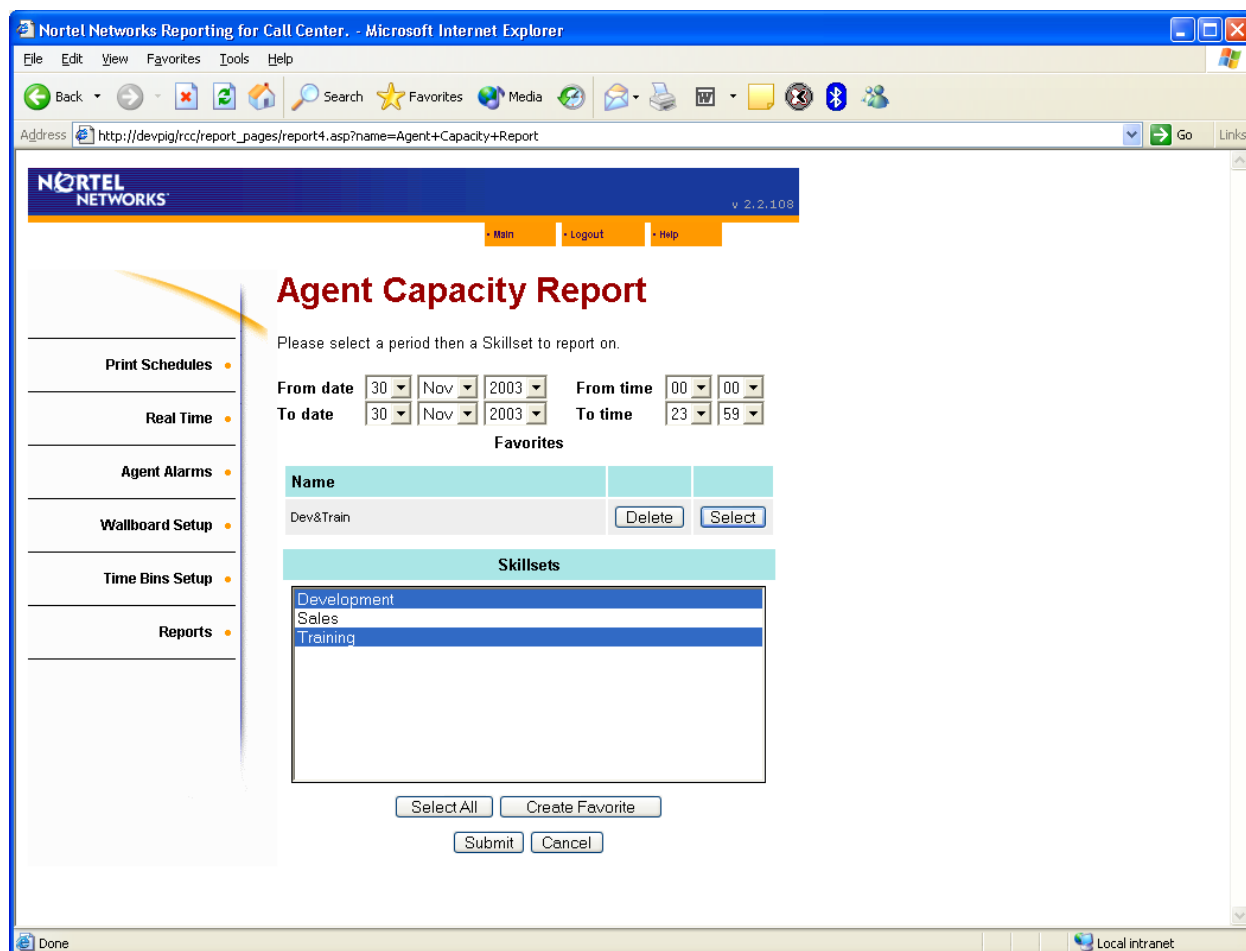 Nortel Networks Reporting for Call Center. - Microsoft Internet Explorer
File Edit View Favorites Tools Help
Back Search Favorites Media
Address http://devpig/rcc/report_pages/report4.asp?name=Agent+Capacity+Report Go Links
NORTEL
NETWORKS
v 2.2.108
Main Logout Help
Agent Capacity Report
Please select a period then a Skillset to report on.
From date 30 Nov 2003 From time 00 00
To date 30 Nov 2003 To time 23 59
Favorites
Name
Dev&Train Delete Select
Skillsets
Development
Sales
Training
Select All Create Favorite
Submit Cancel
Print Schedules
Real Time
Agent Alarms
Wallboard Setup
Time Bins Setup
Reports
Done Local intranet